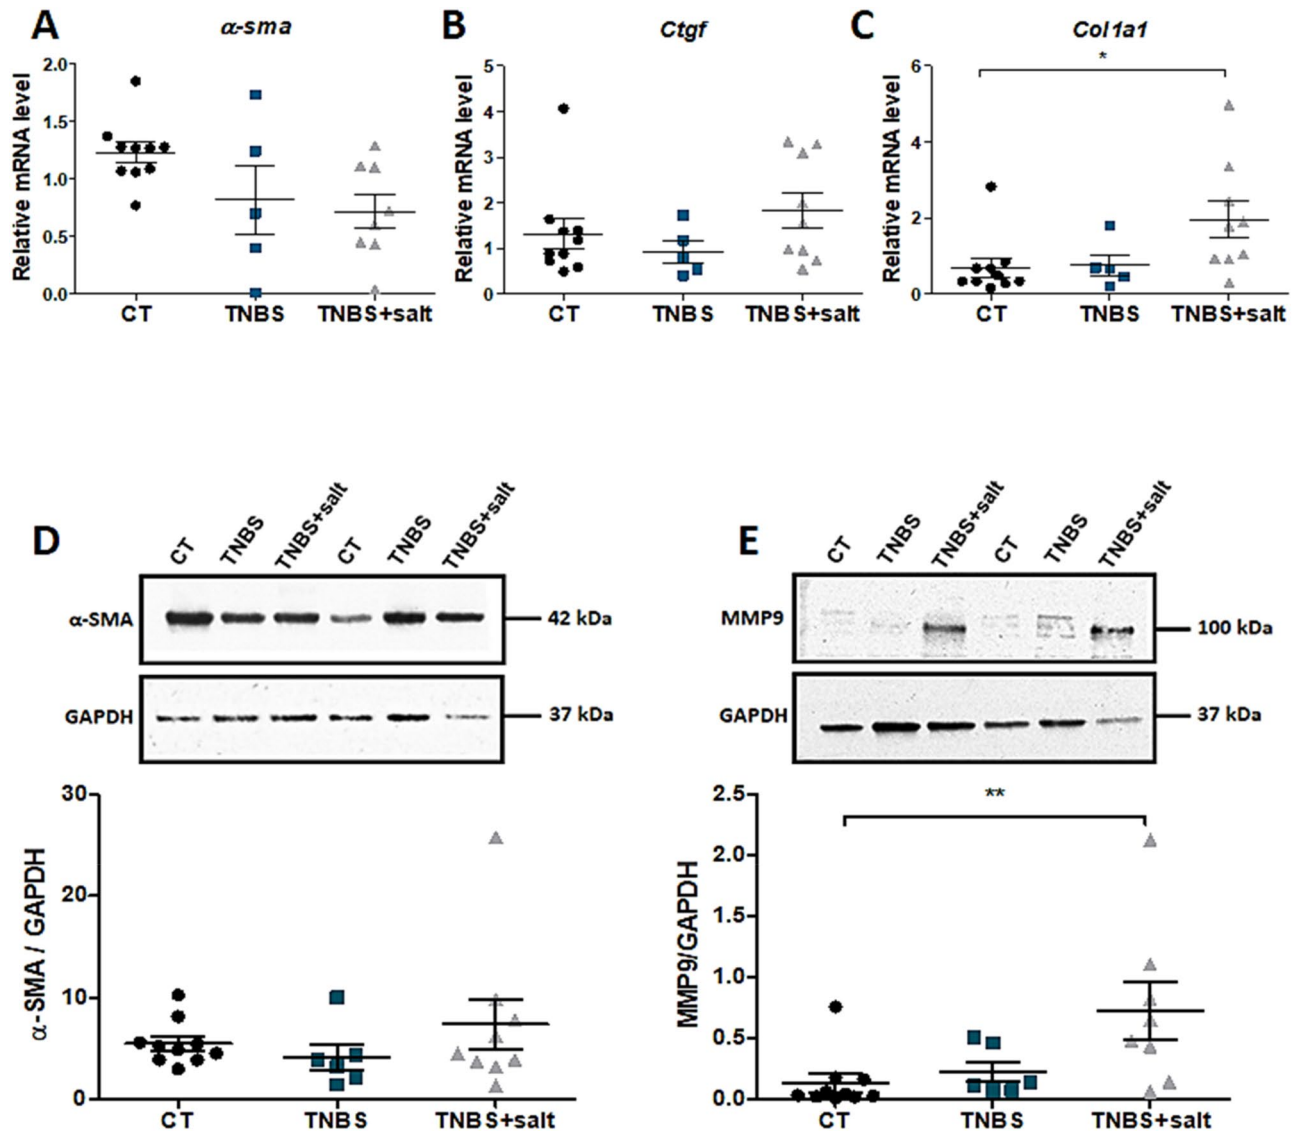 A
α-sma
Relative mRNA level
2.0
1.5
1.0
0.5
0.0
CT
TNBS
TNBS+salt
B
Ctgf
Relative mRNA level
5
4
3
2
1
0
CT
TNBS
TNBS+salt
C
Col1a1
Relative mRNA level
6
4
2
0
*
CT
TNBS
TNBS+salt
D
CT
TNBS
TNBS+salt
CT
TNBS
TNBS+salt
α-SMA
42 kDa
GAPDH
37 kDa
α-SMA / GAPDH
30
20
10
0
CT
TNBS
TNBS+salt
E
CT
TNBS
TNBS+salt
CT
TNBS
TNBS+salt
MMP9
100 kDa
GAPDH
37 kDa
MMP9/GAPDH
2.5
2.0
1.5
1.0
0.5
0.0
**
CT
TNBS
TNBS+salt